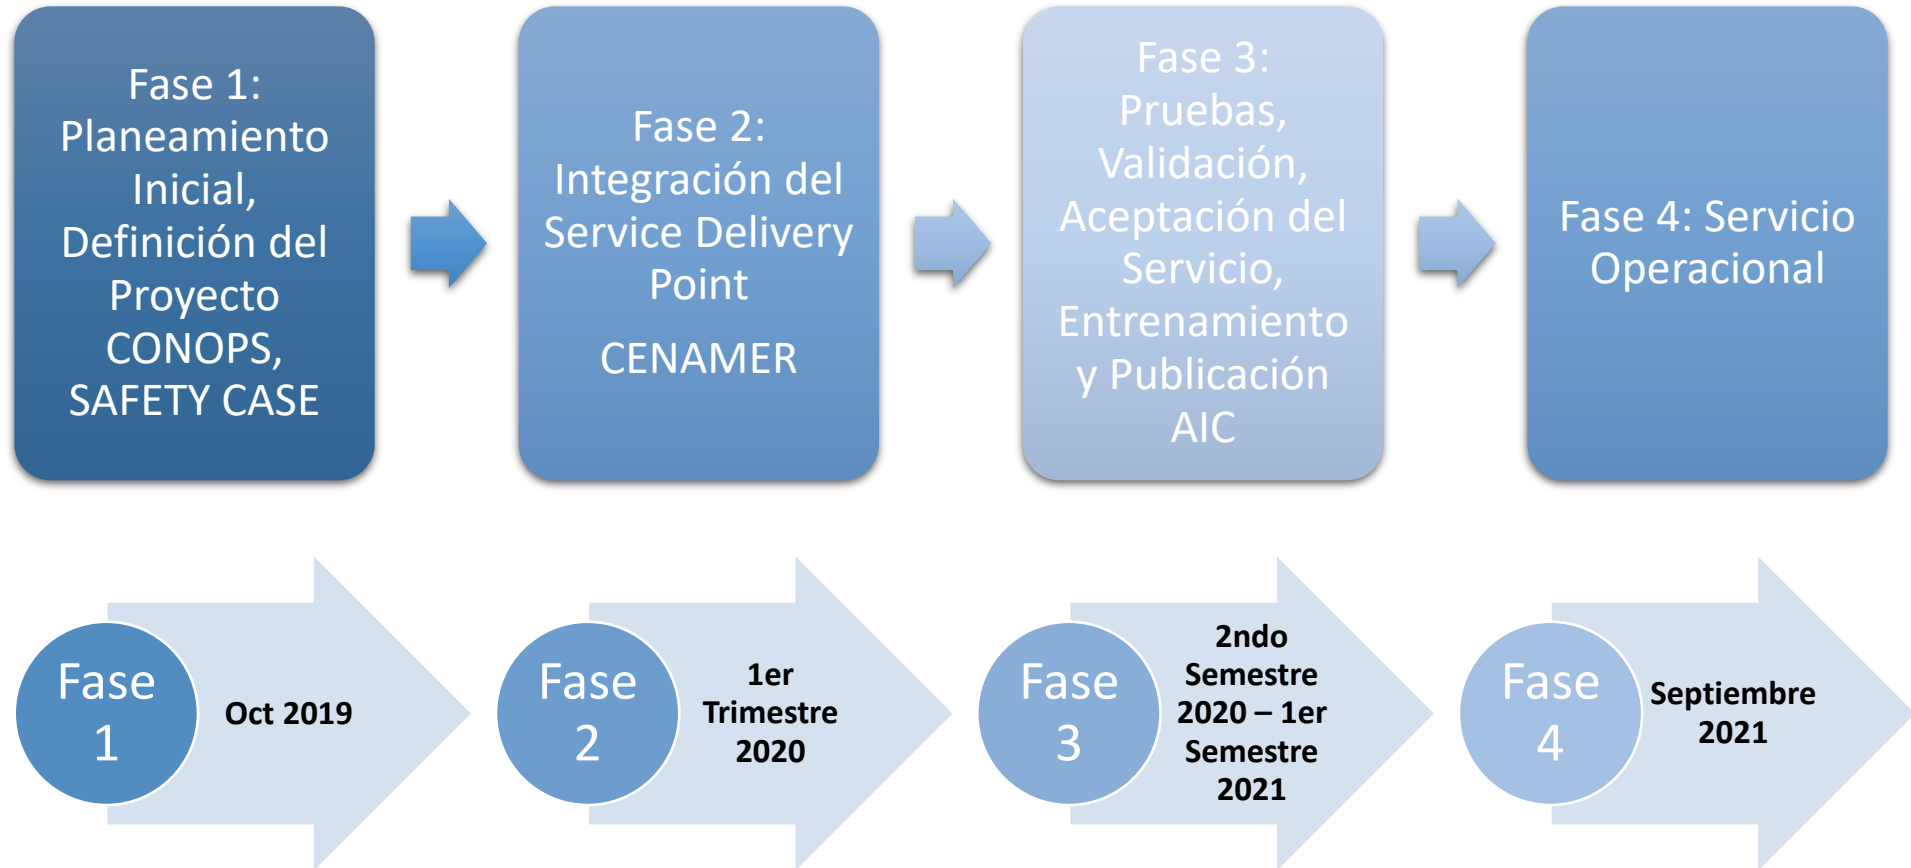 Fase 1:
Planeamiento
Inicial,
Definición del
Proyecto
CONOPS,
SAFETY CASE
Fase 2:
Integración del
Service Delivery
Point
CENAMER
Fase 3:
Pruebas,
Validación,
Aceptación del
Servicio,
Entrenamiento
y Publicación
AIC
Fase 4: Servicio
Operacional
Fase
1
Oct 2019
Fase
2
1er
Trimestre
2020
Fase
3
2ndo
Semestre
2020 – 1er
Semestre
2021
Fase
4
Septiembre
2021